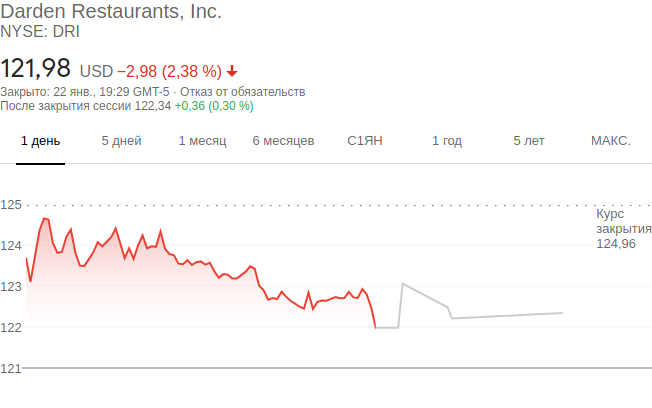 Darden Restaurants, Inc.
NYSE: DRI
121,98 USD −2,98 (2,38 %)
Закрыто: 22 янв., 19:29 GMT-5 · Отказ от обязательств
После закрытия сессии 122,34 +0,36 (0,30 %)
1 день 5 дней 1 месяц 6 месяцев С1ЯН 1 год 5 лет МАКС.
125
Курс
закрытия
124,96
124
123
122
121